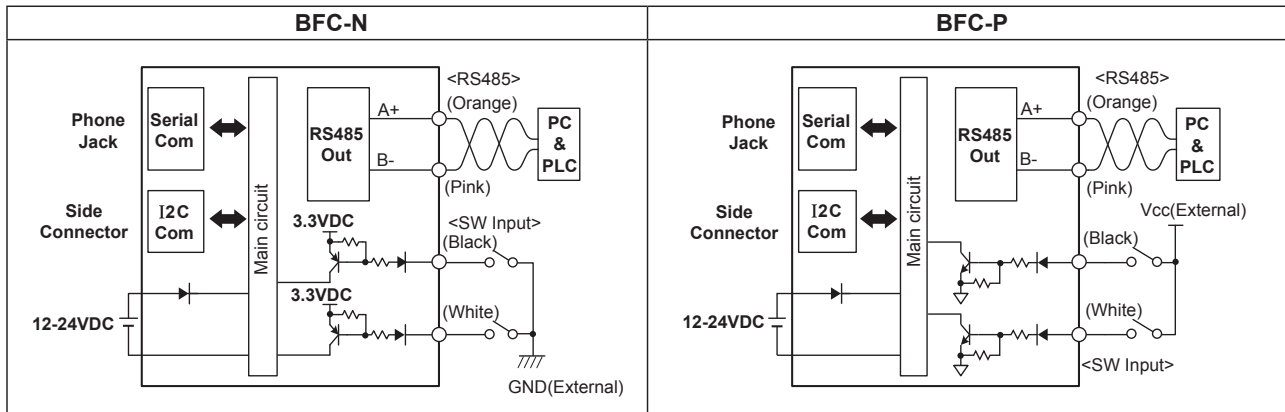 BFC-N
<RS485>
(Orange)
Phone
Jack
Serial
Com
RS485
Out
A+
B-
PC
&
PLC
(Pink)
Side
Connector
I2C
Com
Main circuit
3.3VDC
<SW Input>
(Black)
3.3VDC
(White)
12-24VDC
GND(External)
BFC-P
<RS485>
(Orange)
Phone
Jack
Serial
Com
RS485
Out
A+
B-
PC
&
PLC
(Pink)
Side
Connector
I2C
Com
Main circuit
Vcc(External)
(Black)
(White)
12-24VDC
<SW Input>